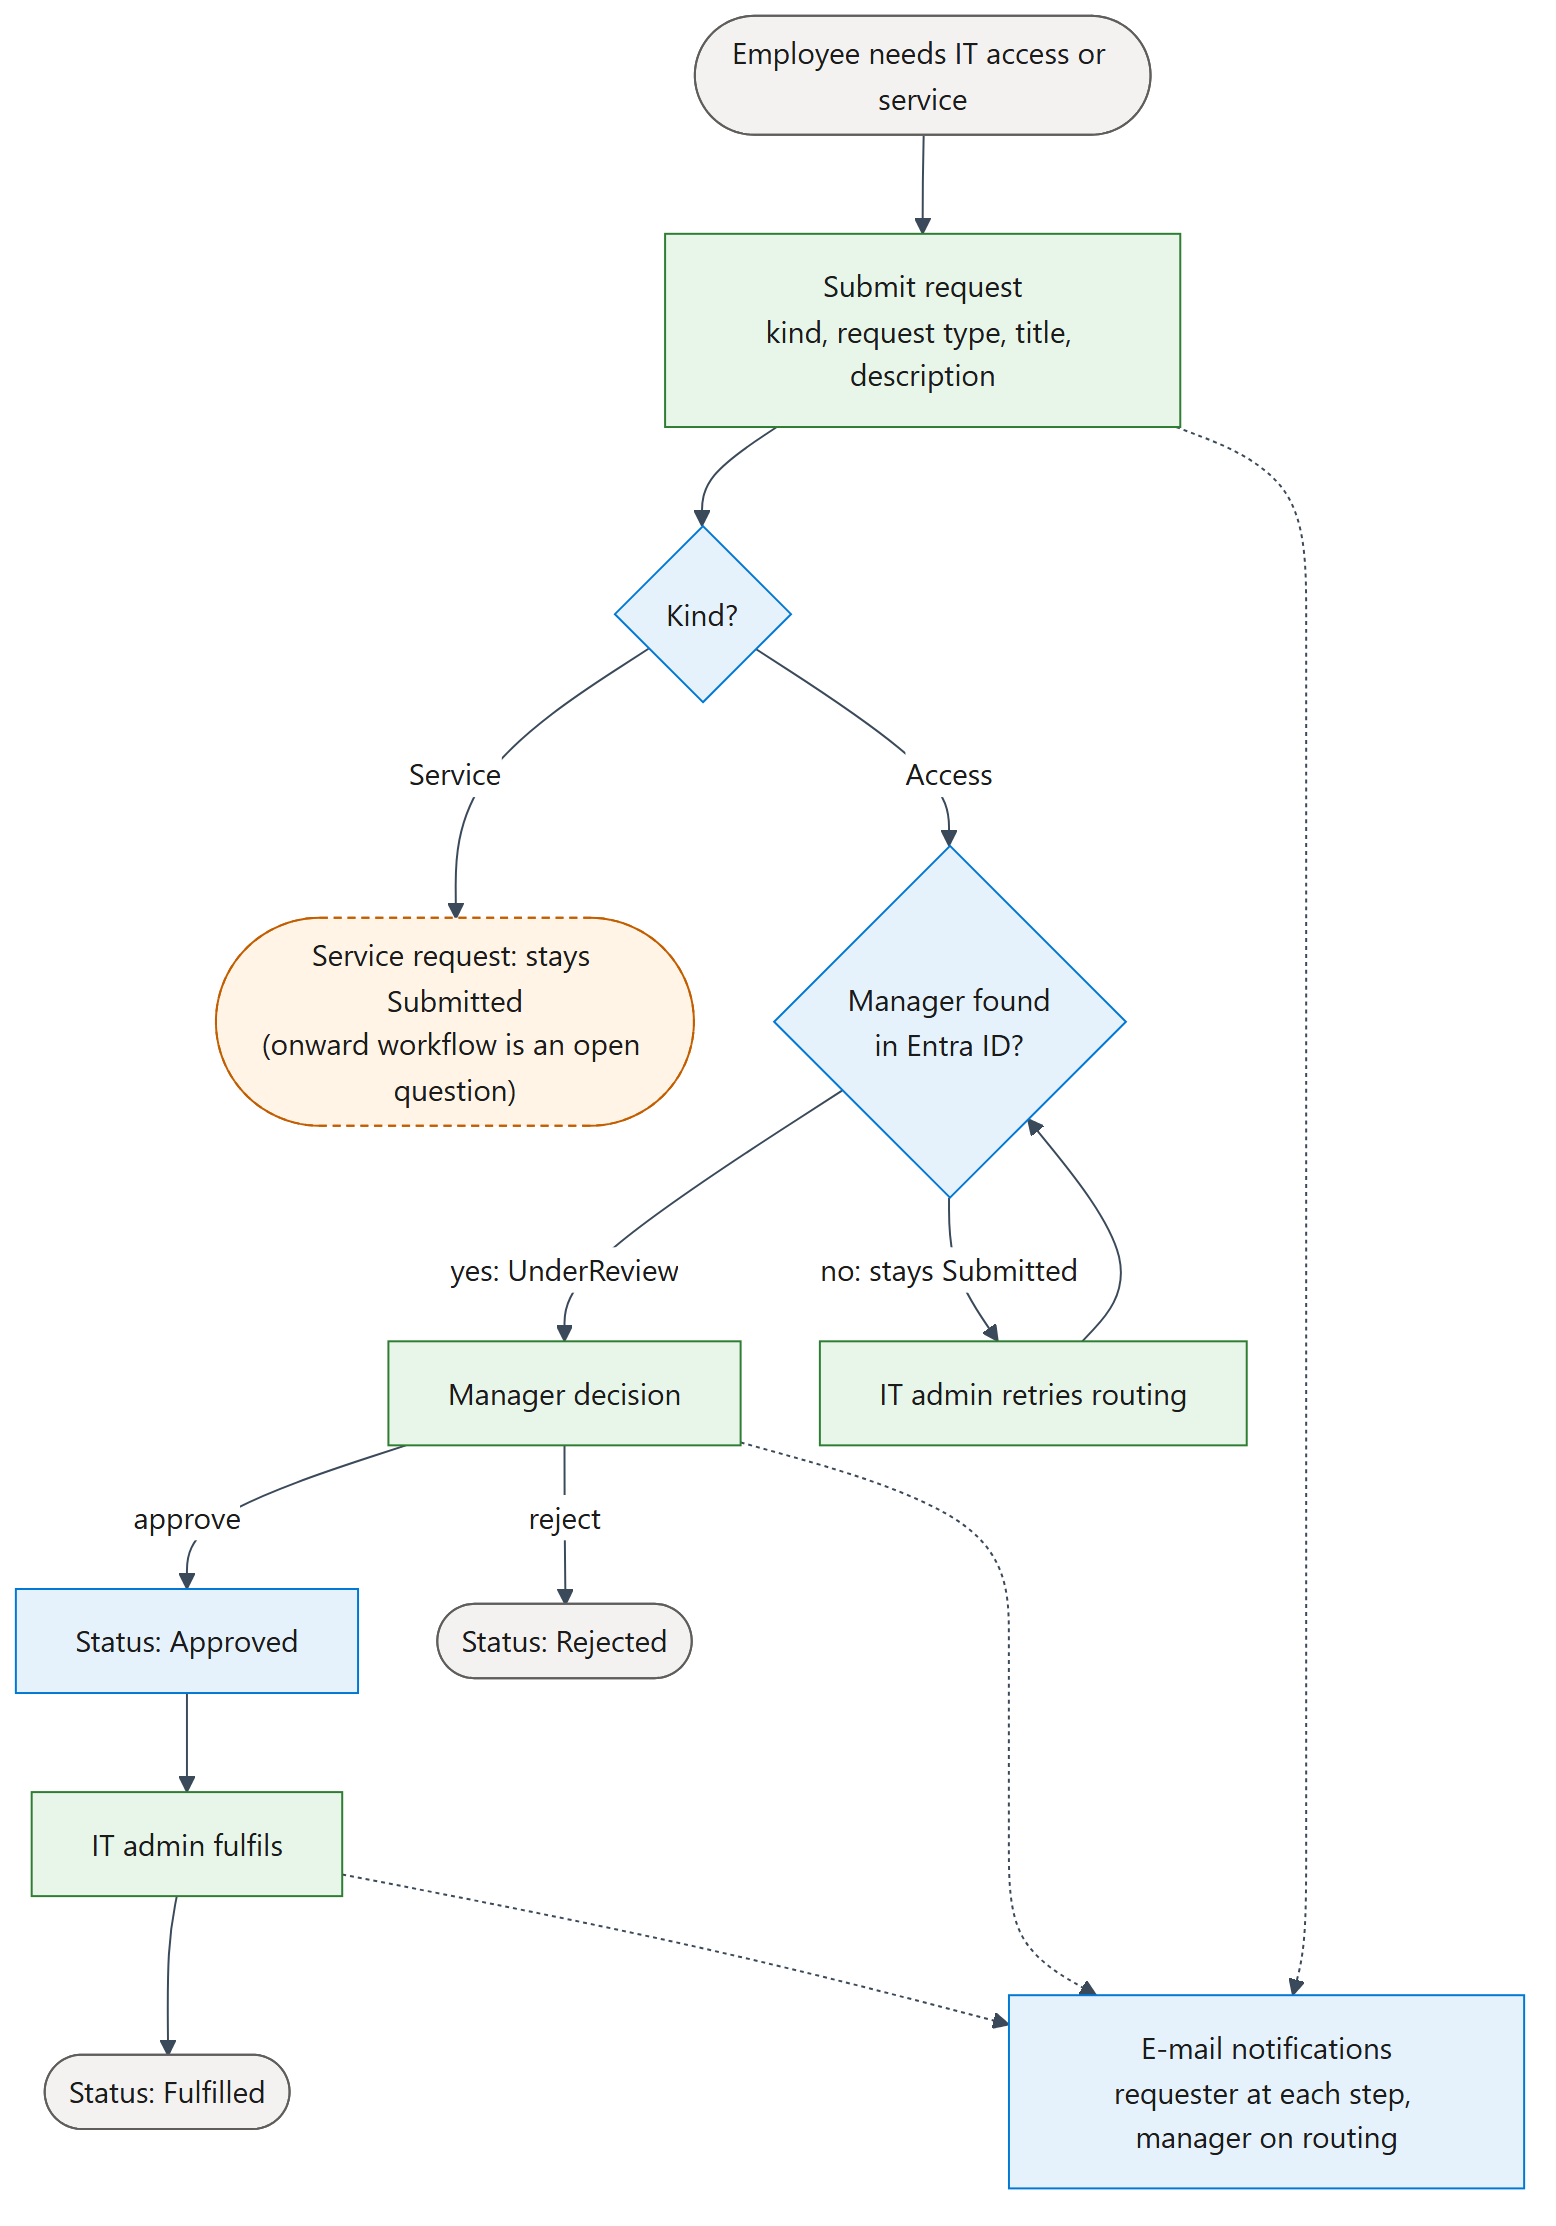 Employee needs IT access or
service
Submit request
kind, request type, title,
description
Kind?
Service
Access
Service request: stays
Submitted
(onward workflow is an open
question)
Manager found
in Entra ID?
yes: UnderReview
no: stays Submitted
Manager decision
IT admin retries routing
approve
reject
Status: Approved
Status: Rejected
IT admin fulfils
Status: Fulfilled
E-mail notifications
requester at each step,
manager on routing